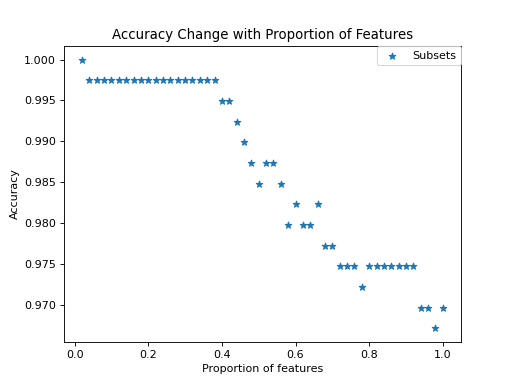 Accuracy Change with Proportion of Features
Subsets
1.000
0.995
0.990
0.985
0.980
0.975
0.970
Accuracy
0.0 0.2 0.4 0.6 0.8 1.0
Proportion of features